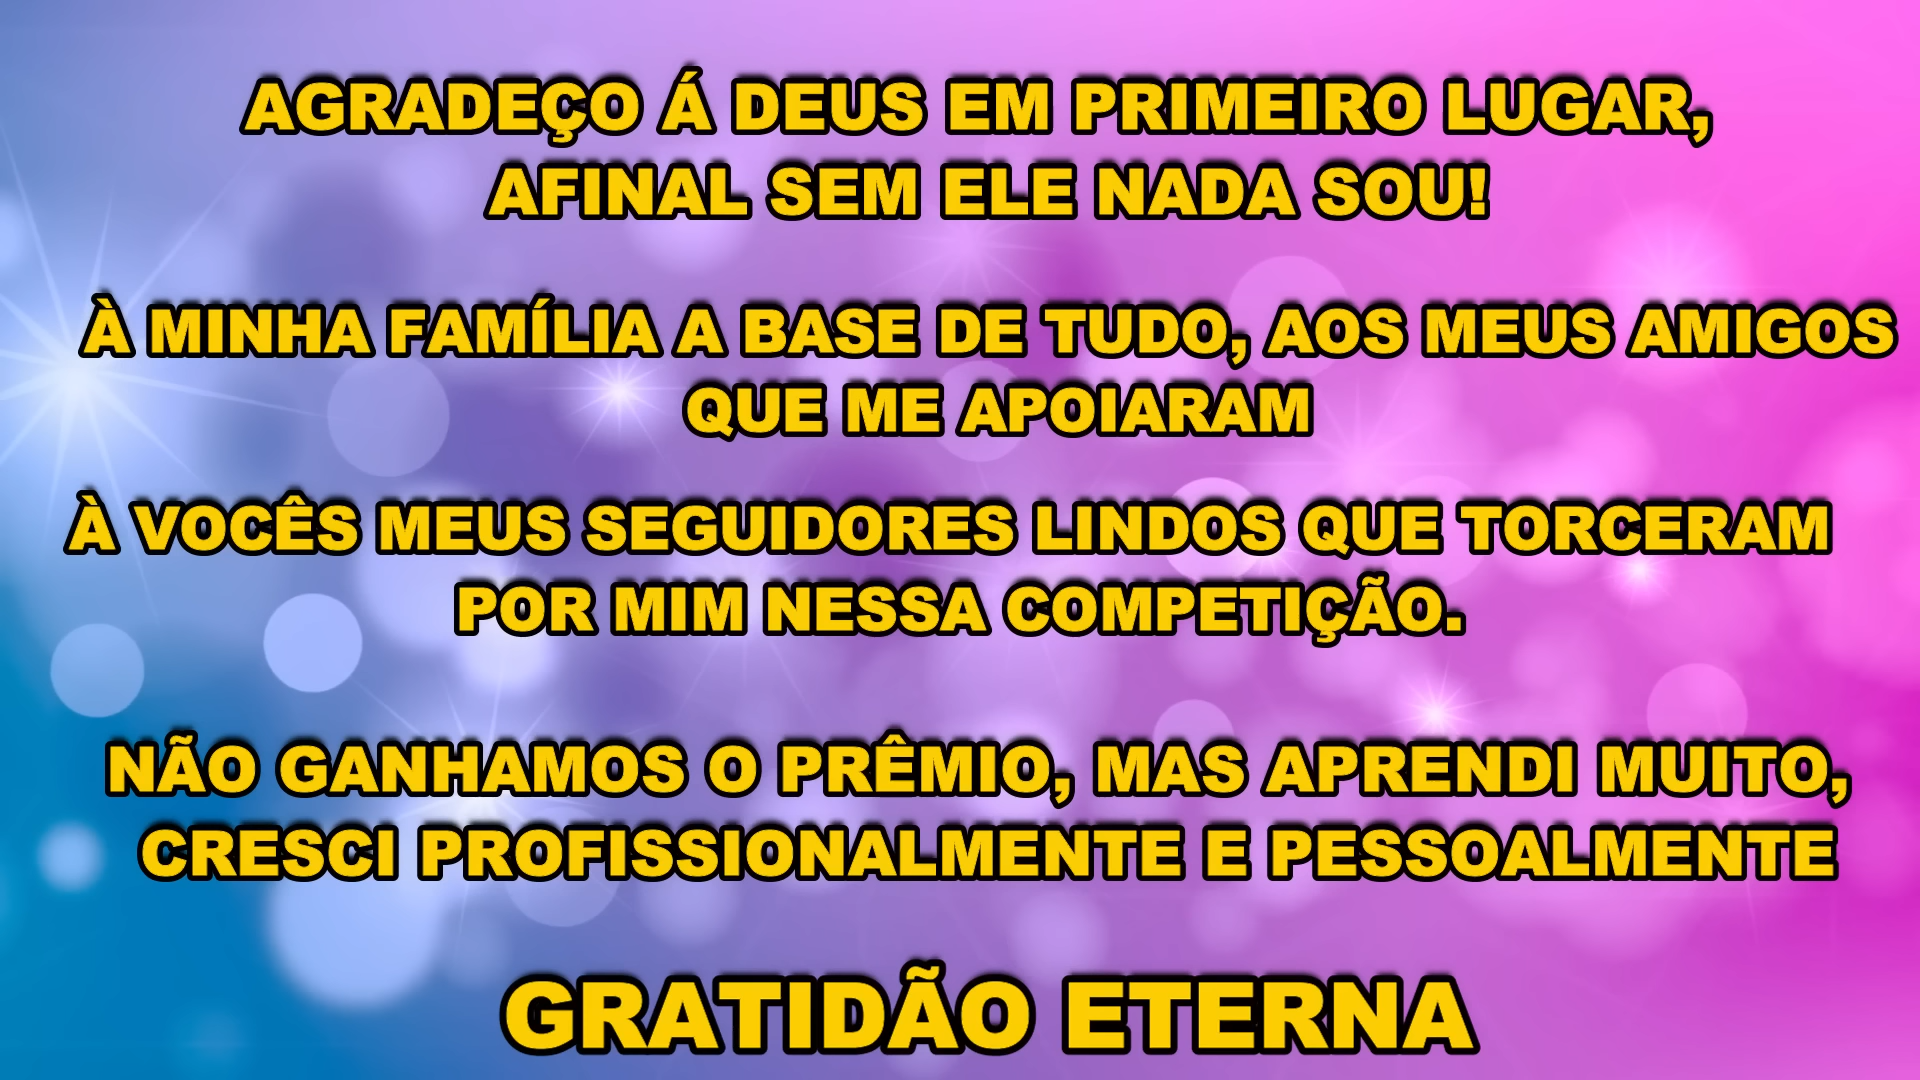 AGRADEÇO Á DEUS EM PRIMEIRO LUGAR,
AFINAL SEM ELE NADA SOU!
À MINHA FAMÍLIA A BASE DE TUDO, AOS MEUS AMIGOS
QUE ME APOIARAM
À VOCÊS MEUS SEGUIDORES LINDOS QUE TORCERAM
POR MIM NESSA COMPETIÇÃO.
NÃO GANHAMOS O PRÊMIO, MAS APRENDI MUITO,
CRESCI PROFISSIONALMENTE E PESSOALMENTE
GRATIDÃO ETERNA